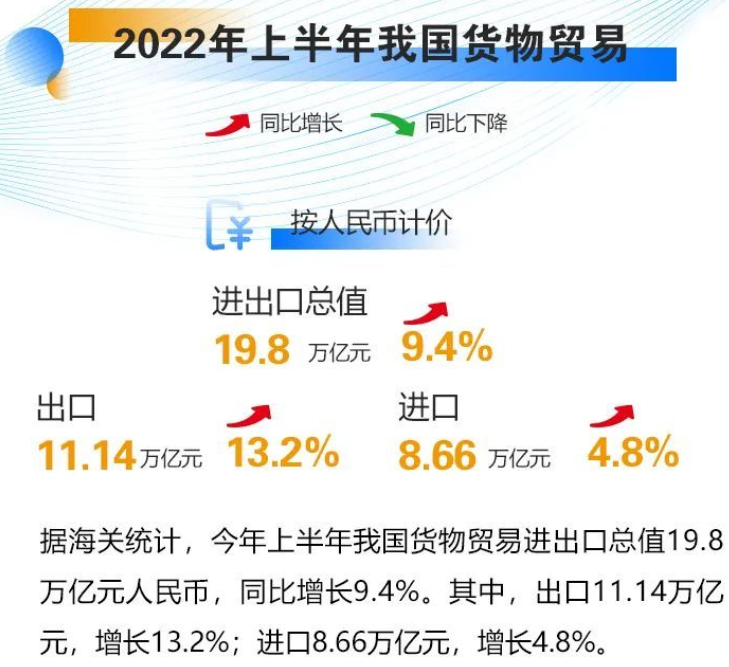 2022年上半年我国货物贸易
同比增长 同比下降
¥ 按人民币计价
进出口总值
19.8 万亿元 9.4%
出口 进口
11.14万亿元 13.2% 8.66 万亿元 4.8%
据海关统计，今年上半年我国货物贸易进出口总值19.8
万亿元人民币，同比增长9.4%。其中，出口11.14万亿
元，增长13.2%；进口8.66万亿元，增长4.8%。